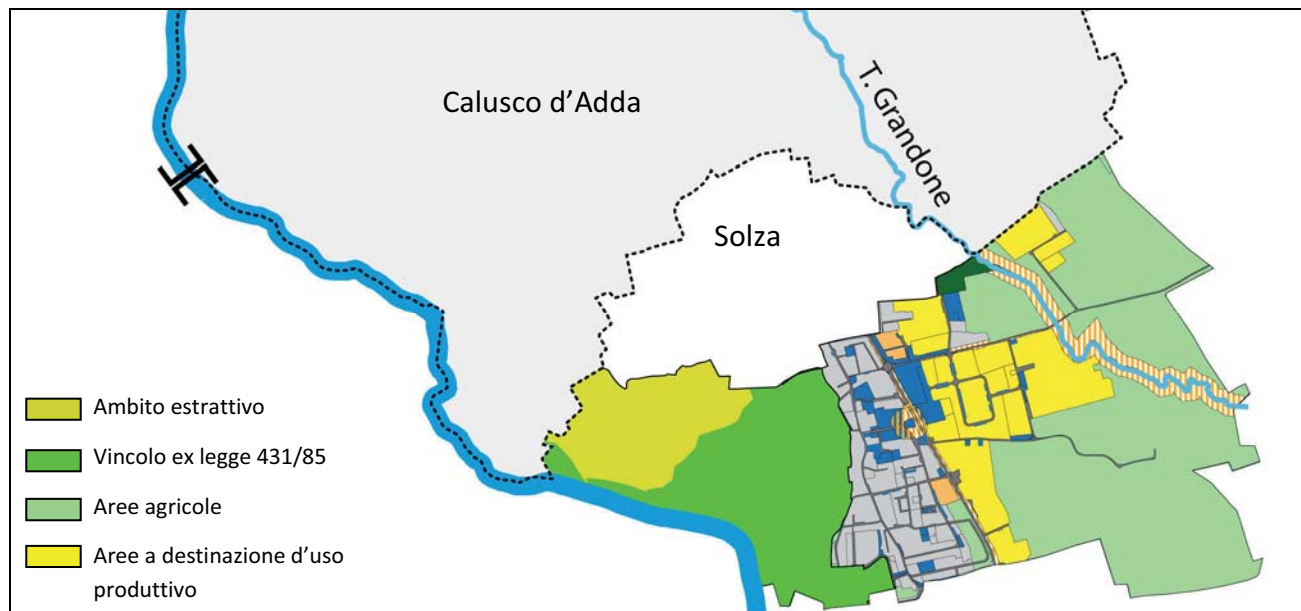 Calusco d’Adda
T. Grandone
Solza
Ambito estrattivo
Vincolo ex legge 431/85
Aree agricole
Aree a destinazione d’uso
produttivo